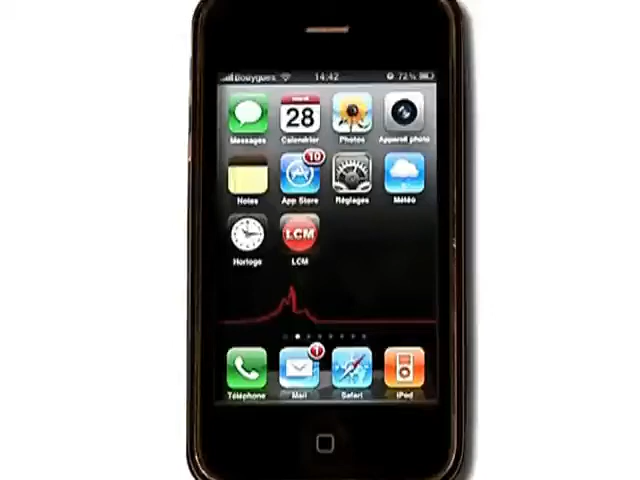 Bouygues 14:42 72 %
28
Messages Calendrier Photos Appareil photo
10
Notes App Store Réglages Météo
LCM
Horloge LCM
1
Téléphone Mail Safari iPod